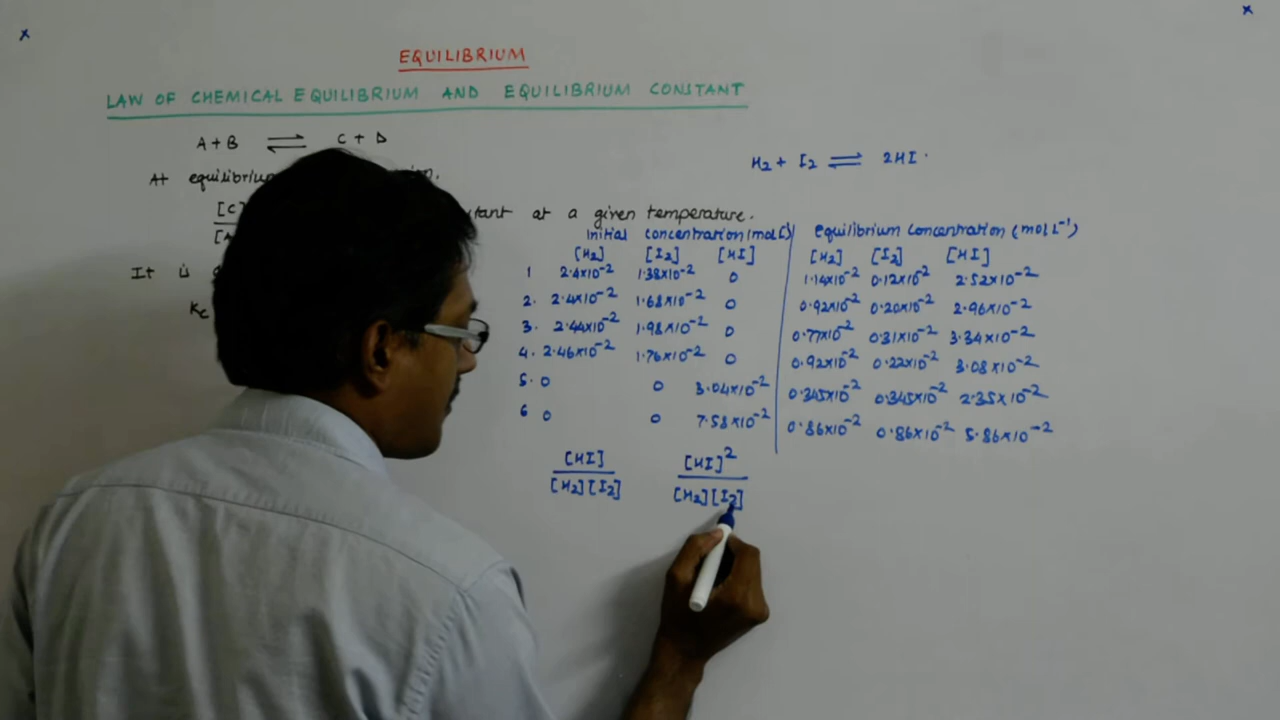 EQUILIBRIUM
LAW OF CHEMICAL EQUILIBRIUM AND EQUILIBRIUM CONSTANT
A + B ⇌ C + D
H₂ + I₂ ⇌ 2HI
At
at a given temperature.
Initial concentration (mol L⁻¹) equilibrium concentration (mol L⁻¹)
[H₂] [I₂] [HI] [H₂] [I₂] [HI]
1 2.4×10⁻² 1.38×10⁻² 0 1.14×10⁻² 0.12×10⁻² 2.52×10⁻²
It is
2. 2.4×10⁻² 1.68×10⁻² 0 0.92×10⁻² 0.20×10⁻² 2.96×10⁻²
Kc
3. 2.44×10⁻² 1.98×10⁻² 0 0.77×10⁻² 0.31×10⁻² 3.34×10⁻²
4. 2.46×10⁻² 1.76×10⁻² 0 0.92×10⁻² 0.22×10⁻² 3.08×10⁻²
5. 0 0 3.04×10⁻² 0.345×10⁻² 0.345×10⁻² 2.35×10⁻²
6 0 0 7.58×10⁻² 0.86×10⁻² 0.86×10⁻² 5.86×10⁻²
[HI] [HI]²
[H₂][I₂] [H₂][I₂]